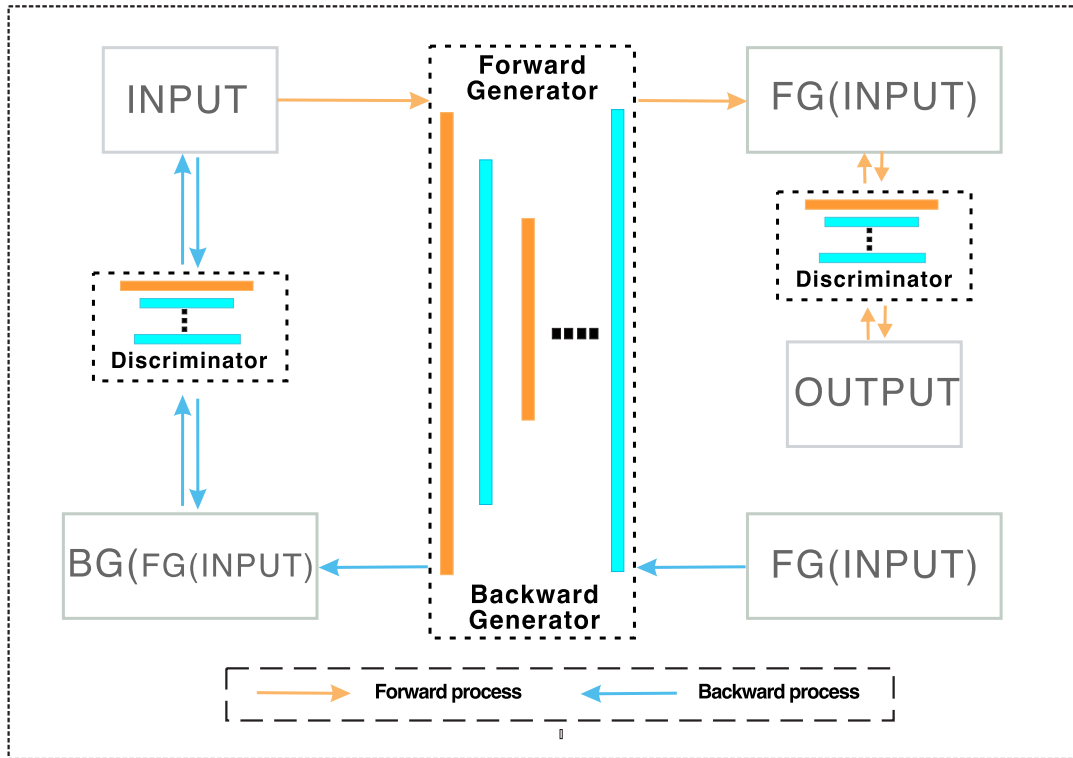 INPUT
Forward
Generator
FG(INPUT)
Discriminator
Discriminator
OUTPUT
BG(FG(INPUT)
Backward
Generator
FG(INPUT)
Forward process
Backward process